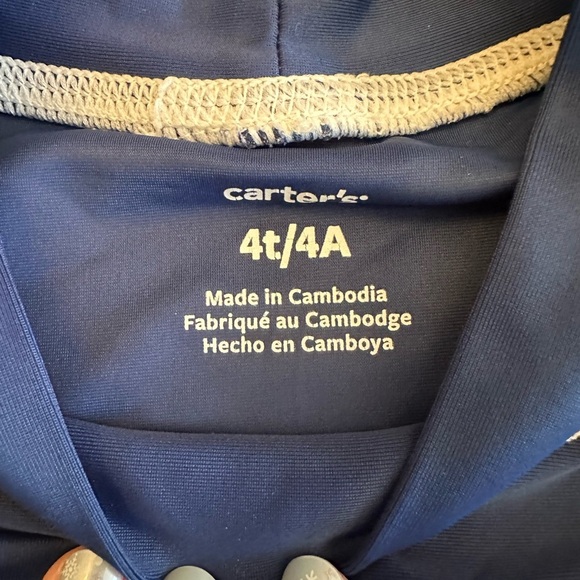 carter's
4t/4A
Made in Cambodia
Fabriqué au Cambodge
Hecho en Camboya